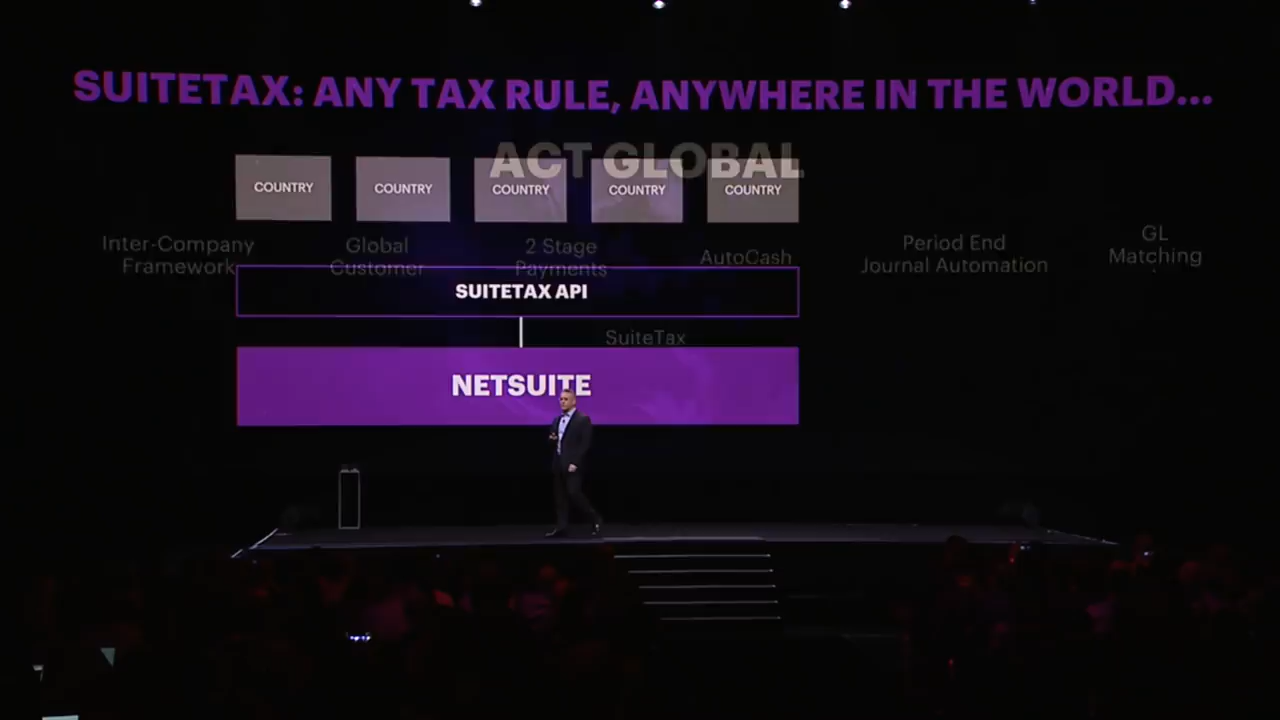 SUITETAX: ANY TAX RULE, ANYWHERE IN THE WORLD...
ACT GLOBAL
COUNTRY COUNTRY COUNTRY COUNTRY COUNTRY
Inter-Company
Framework
Global
Customer
2 Stage
Payments
AutoCash
Period End
Journal Automation
GL
Matching
SUITETAX API
SuiteTax
NETSUITE